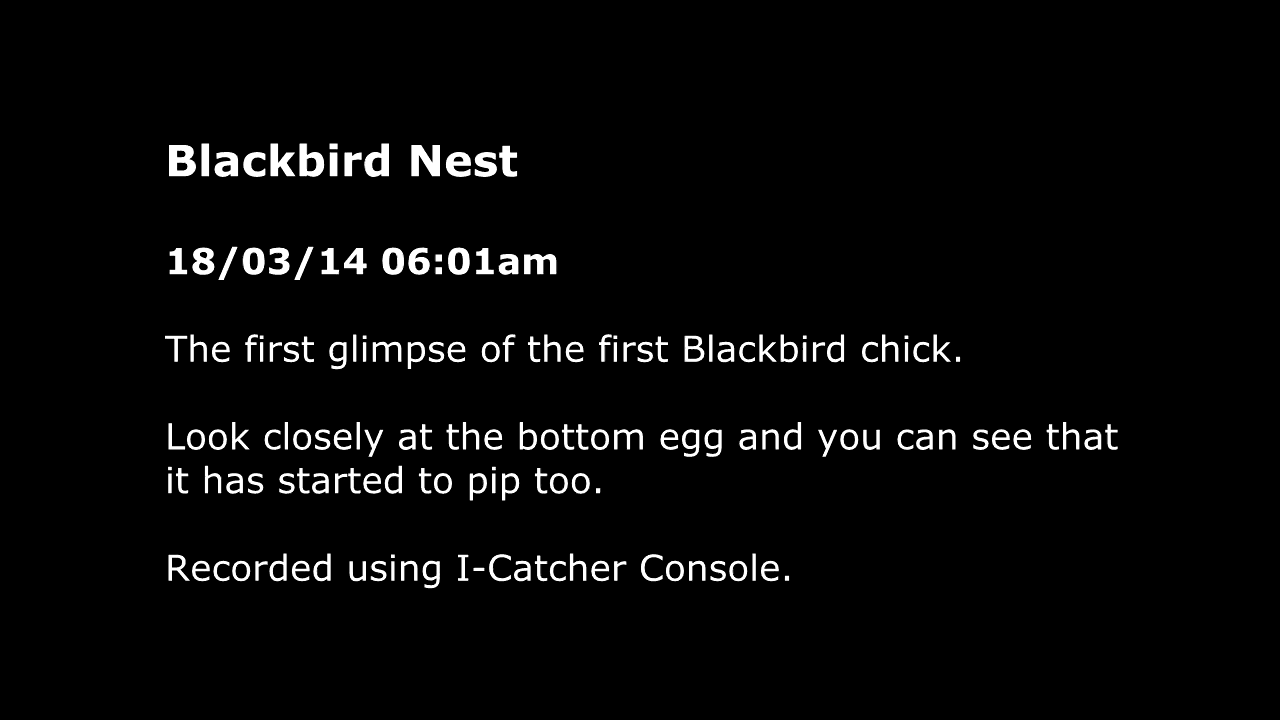 Blackbird Nest
18/03/14 06:01am
The first glimpse of the first Blackbird chick.
Look closely at the bottom egg and you can see that
it has started to pip too.
Recorded using I-Catcher Console.